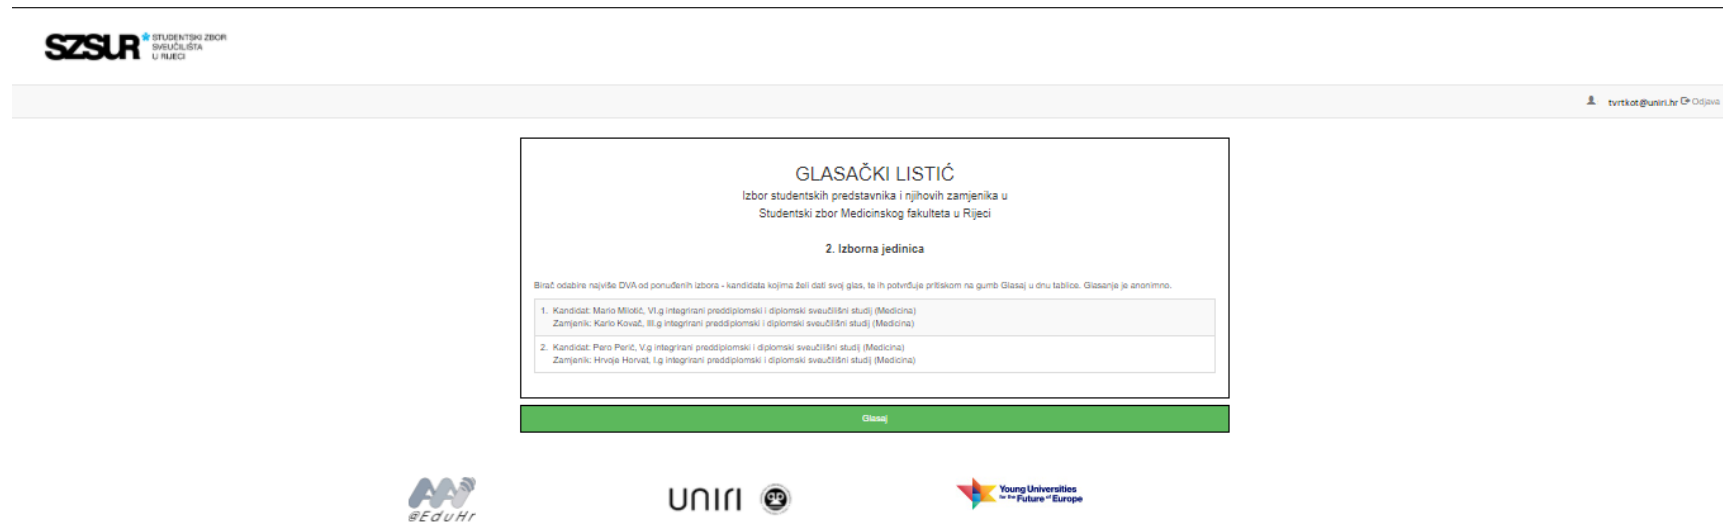 SZSUR
STUDENTSKI ZBOR
SVEUČILIŠTA
U RIJECI
tvrtkot@uniri.hr Odjava
GLASAČKI LISTIĆ
Izbor studentskih predstavnika i njihovih zamjenika u
Studentski zbor Medicinskog fakulteta u Rijeci
2. Izborna jedinica
Birač odabire najviše DVA od ponuđenih izbora - kandidata kojima želi dati svoj glas, te ih potvrđuje pritiskom na gumb Glasaj u dnu tablice. Glasanje je anonimno.
1. Kandidat: Mario Milotić, VI.g integrirani preddiplomski i diplomski sveučilišni studij (Medicina)
Zamjenik: Karlo Kovač, III.g integrirani preddiplomski i diplomski sveučilišni studij (Medicina)
2. Kandidat: Pero Perić, V.g integrirani preddiplomski i diplomski sveučilišni studij (Medicina)
Zamjenik: Hrvoje Horvat, I.g integrirani preddiplomski i diplomski sveučilišni studij (Medicina)
Glasaj
@EduHr
UNIRI
Young Universities
for the Future of Europe